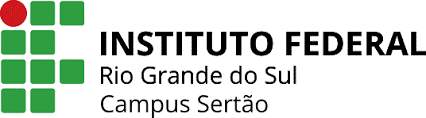 INSTITUTO FEDERAL
Rio Grande do Sul
Campus Sertão